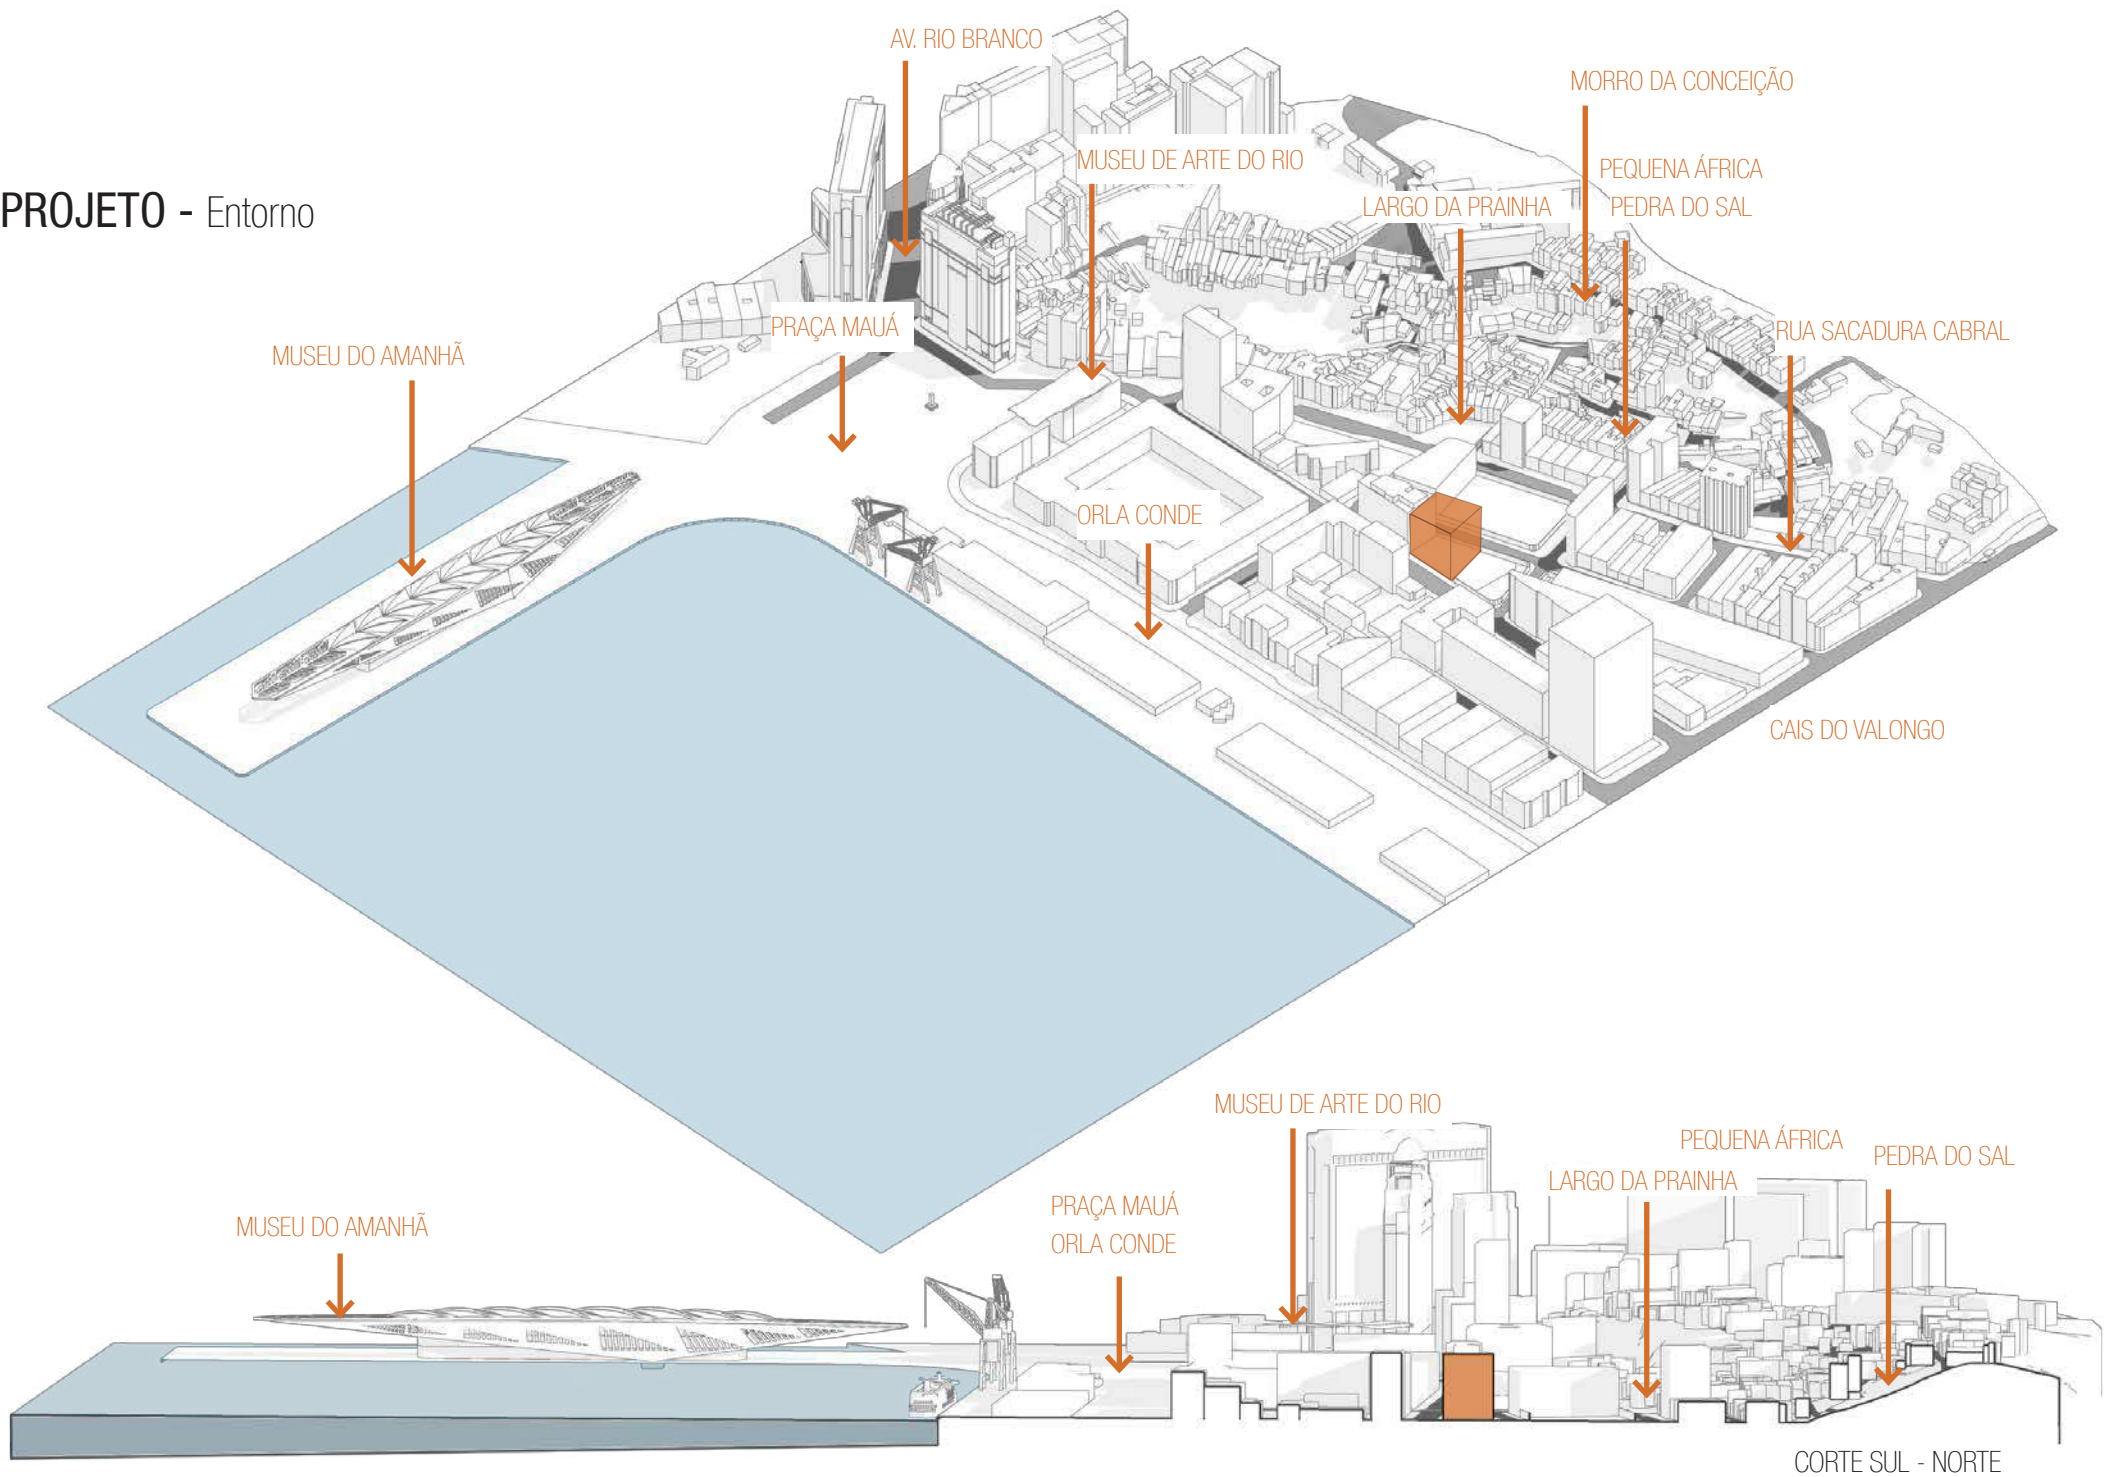 AV. RIO BRANCO
MORRO DA CONCEIÇÃO
MUSEU DE ARTE DO RIO
PEQUENA ÁFRICA
PEDRA DO SAL
LARGO DA PRAINHA
PROJETO - Entorno
PRAÇA MAUÁ
RUA SACADURA CABRAL
MUSEU DO AMANHÃ
ORLA CONDE
CAIS DO VALONGO
MUSEU DE ARTE DO RIO
PEQUENA ÁFRICA
PEDRA DO SAL
LARGO DA PRAINHA
PRAÇA MAUÁ
ORLA CONDE
MUSEU DO AMANHÃ
CORTE SUL - NORTE